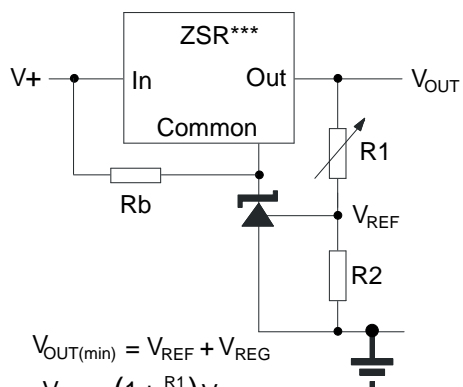 ZSR***
V+
In
Out
V_OUT
Common
R1
Rb
V_REF
R2
V_OUT(min) = V_REF + V_REG